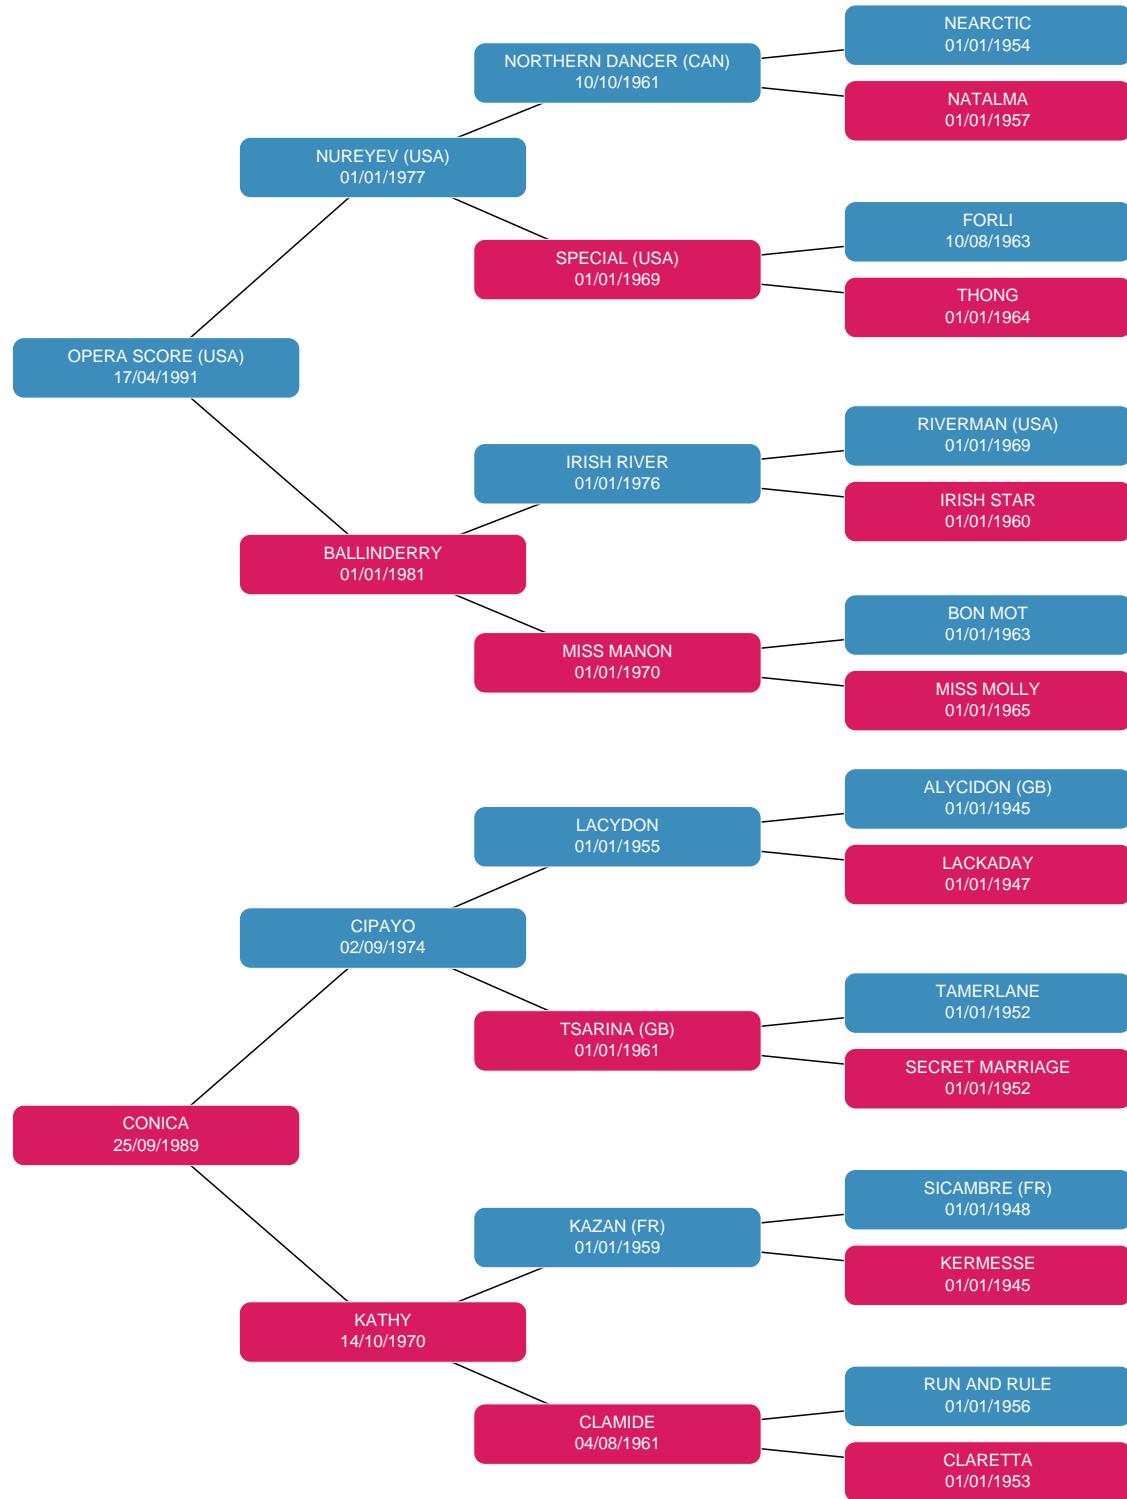 NEARCTIC
01/01/1954
NORTHERN DANCER (CAN)
10/10/1961
NATALMA
01/01/1957
NUREYEV (USA)
01/01/1977
FORLI
10/08/1963
SPECIAL (USA)
01/01/1969
THONG
01/01/1964
OPERA SCORE (USA)
17/04/1991
RIVERMAN (USA)
01/01/1969
IRISH RIVER
01/01/1976
IRISH STAR
01/01/1960
BALLINDERRY
01/01/1981
BON MOT
01/01/1963
MISS MANON
01/01/1970
MISS MOLLY
01/01/1965
ALYCIDON (GB)
01/01/1945
LACYDON
01/01/1955
LACKADAY
01/01/1947
CIPAYO
02/09/1974
TAMERLANE
01/01/1952
TSARINA (GB)
01/01/1961
SECRET MARRIAGE
01/01/1952
CONICA
25/09/1989
SICAMBRE (FR)
01/01/1948
KAZAN (FR)
01/01/1959
KERMESSE
01/01/1945
KATHY
14/10/1970
RUN AND RULE
01/01/1956
CLAMIDE
04/08/1961
CLARETTA
01/01/1953